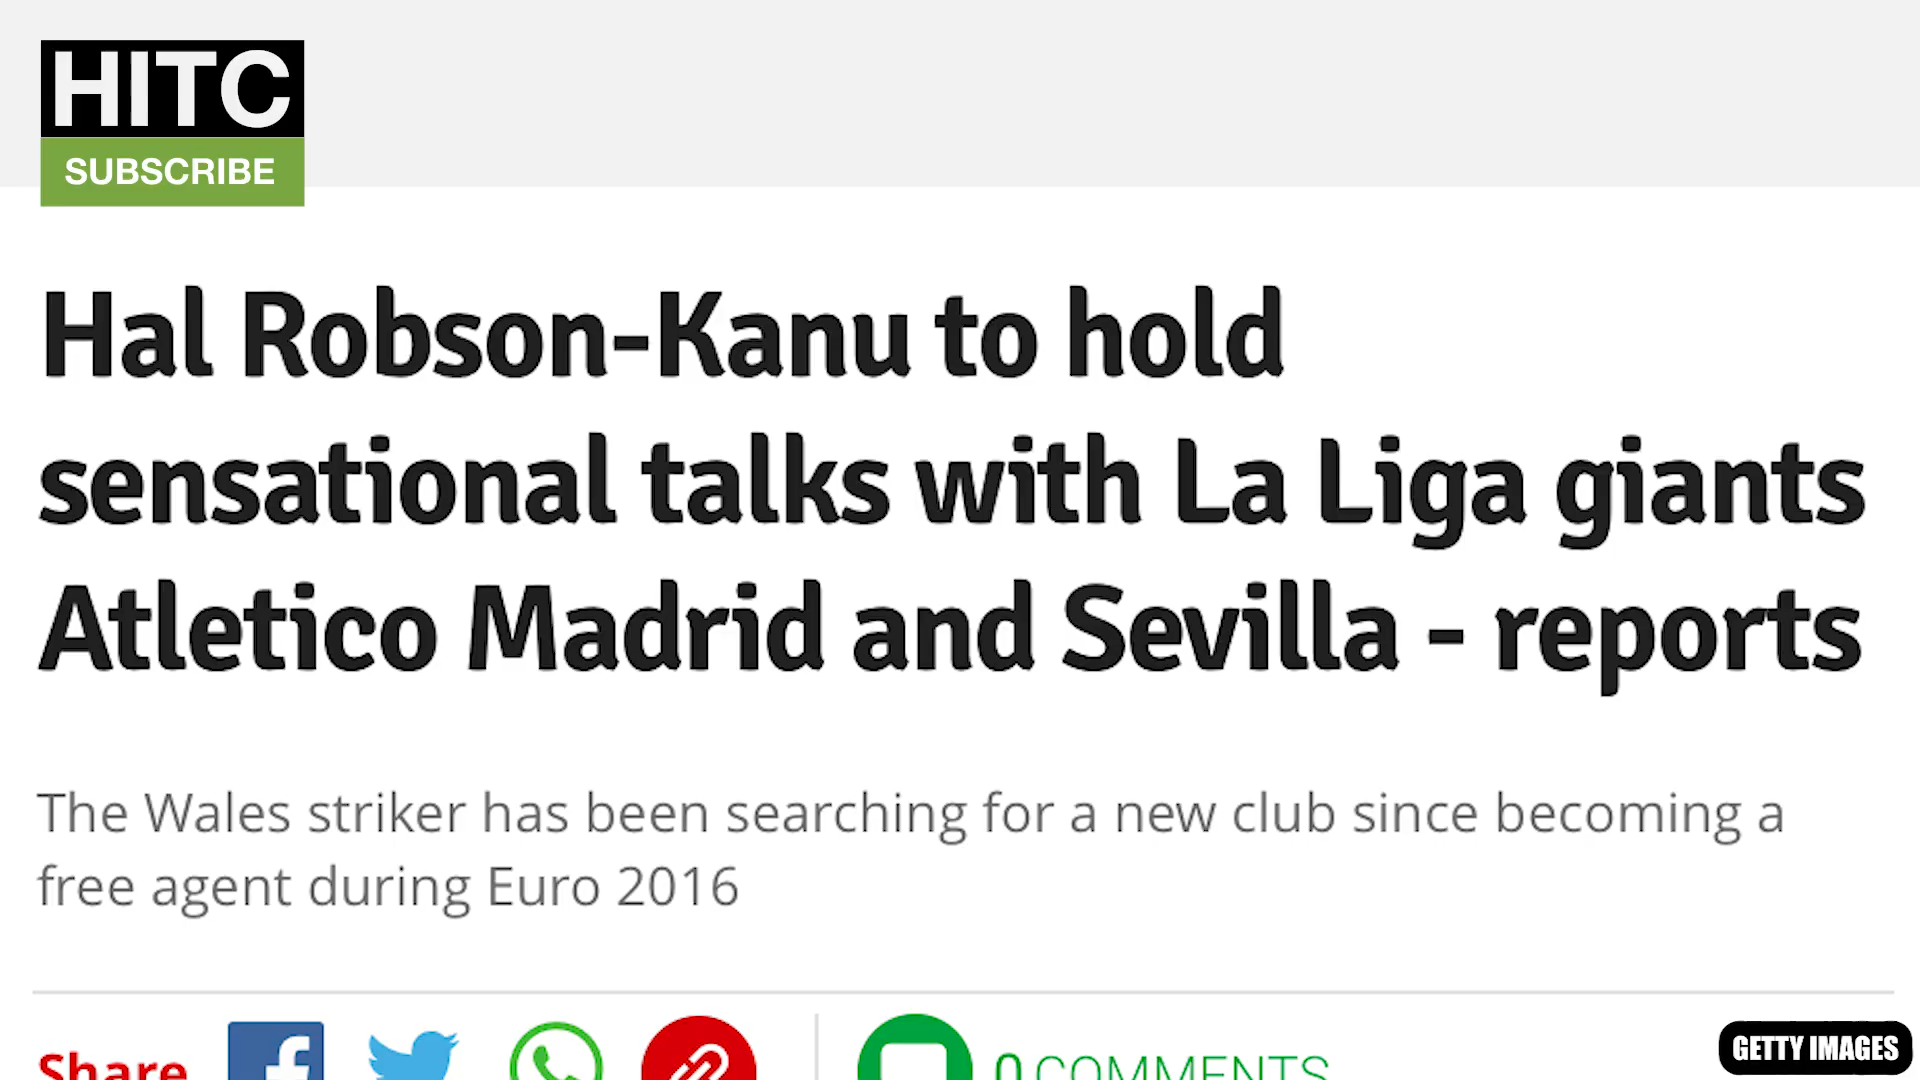 HITC
SUBSCRIBE
Hal Robson-Kanu to hold
sensational talks with La Liga giants
Atletico Madrid and Sevilla - reports
The Wales striker has been searching for a new club since becoming a
free agent during Euro 2016
Share
0 COMMENTS
GETTY IMAGES